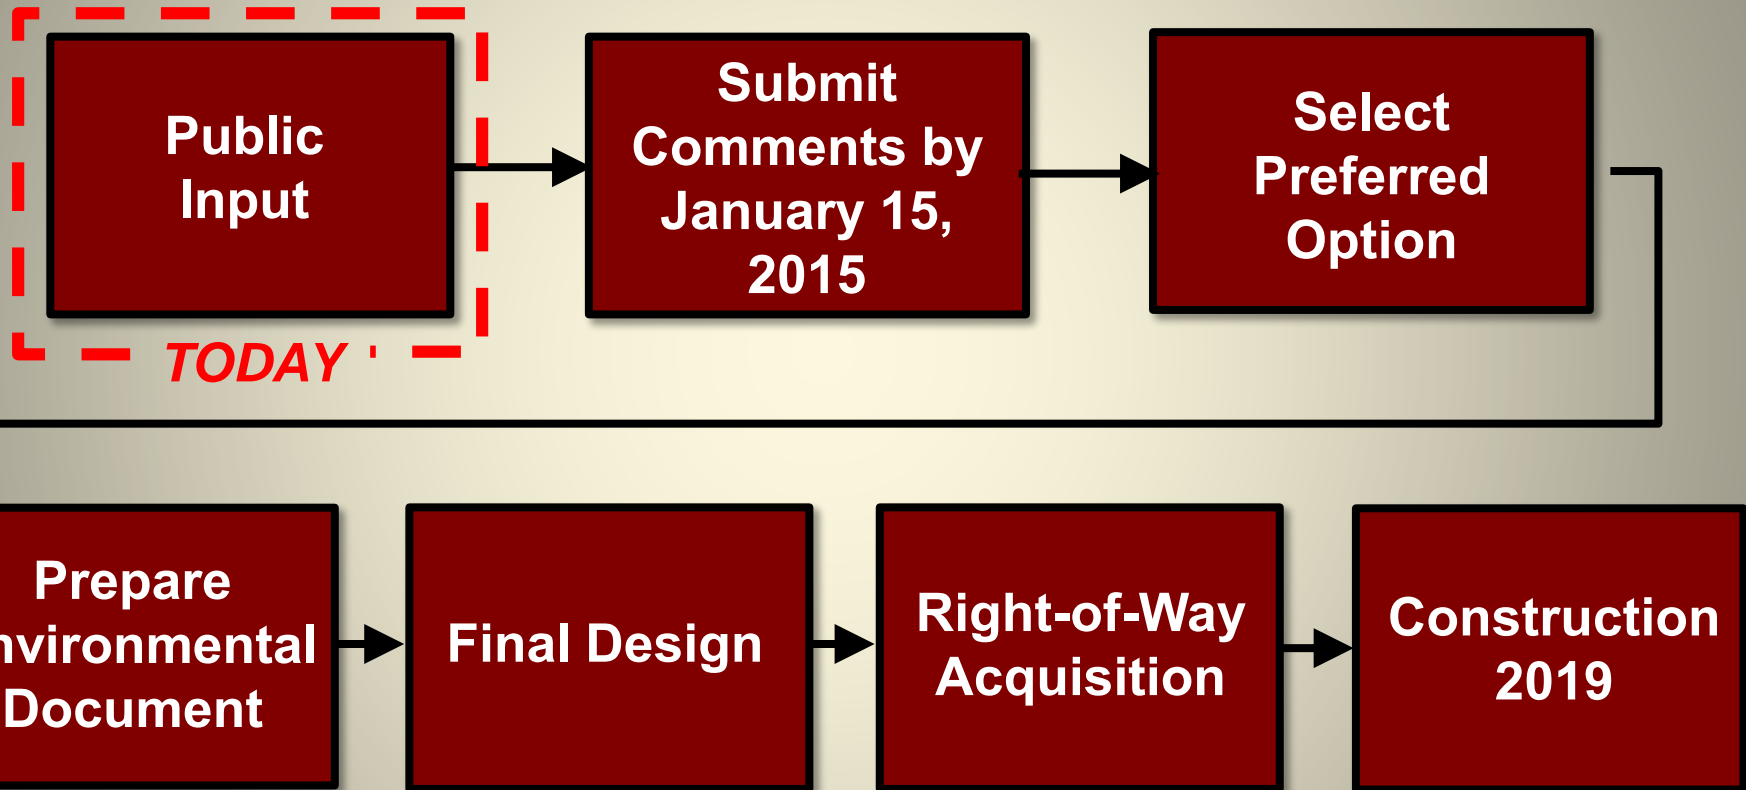 Public
Input
Submit
Comments by
January 15,
2015
Select
Preferred
Option
TODAY
Prepare
nvironmental
Document
Final Design
Right-of-Way
Acquisition
Construction
2019